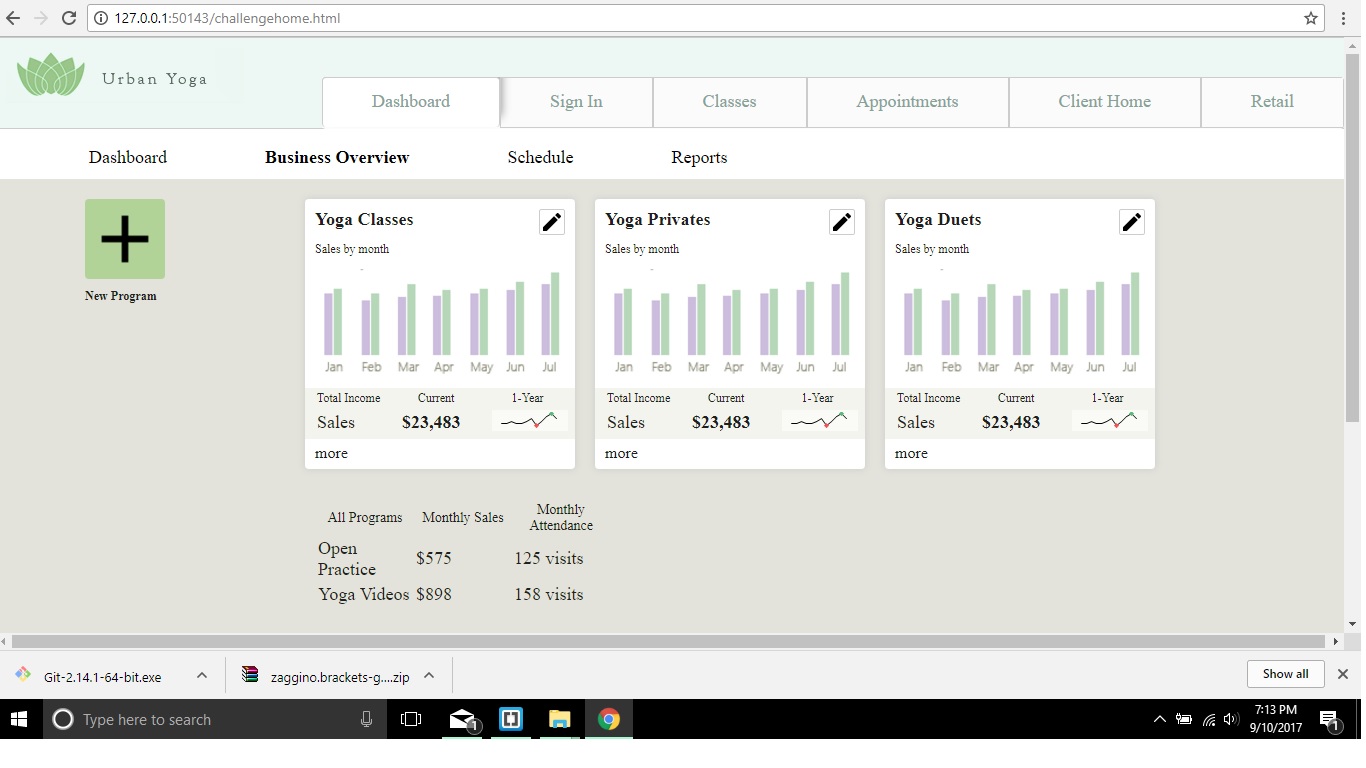 127.0.0.1:50143/challengehome.html
Urban Yoga
Dashboard Sign In Classes Appointments Client Home Retail
Dashboard Business Overview Schedule Reports
New Program
Yoga Classes
Sales by month
Jan Feb Mar Apr May Jun Jul
Total Income Current 1-Year
Sales $23,483
more
Yoga Privates
Sales by month
Jan Feb Mar Apr May Jun Jul
Total Income Current 1-Year
Sales $23,483
more
Yoga Duets
Sales by month
Jan Feb Mar Apr May Jun Jul
Total Income Current 1-Year
Sales $23,483
more
All Programs Monthly Sales Monthly
Attendance
Open
Practice $575 125 visits
Yoga Videos $898 158 visits
Git-2.14.1-64-bit.exe zaggino.brackets-g....zip Show all
Type here to search 1
7:13 PM
9/10/2017
1